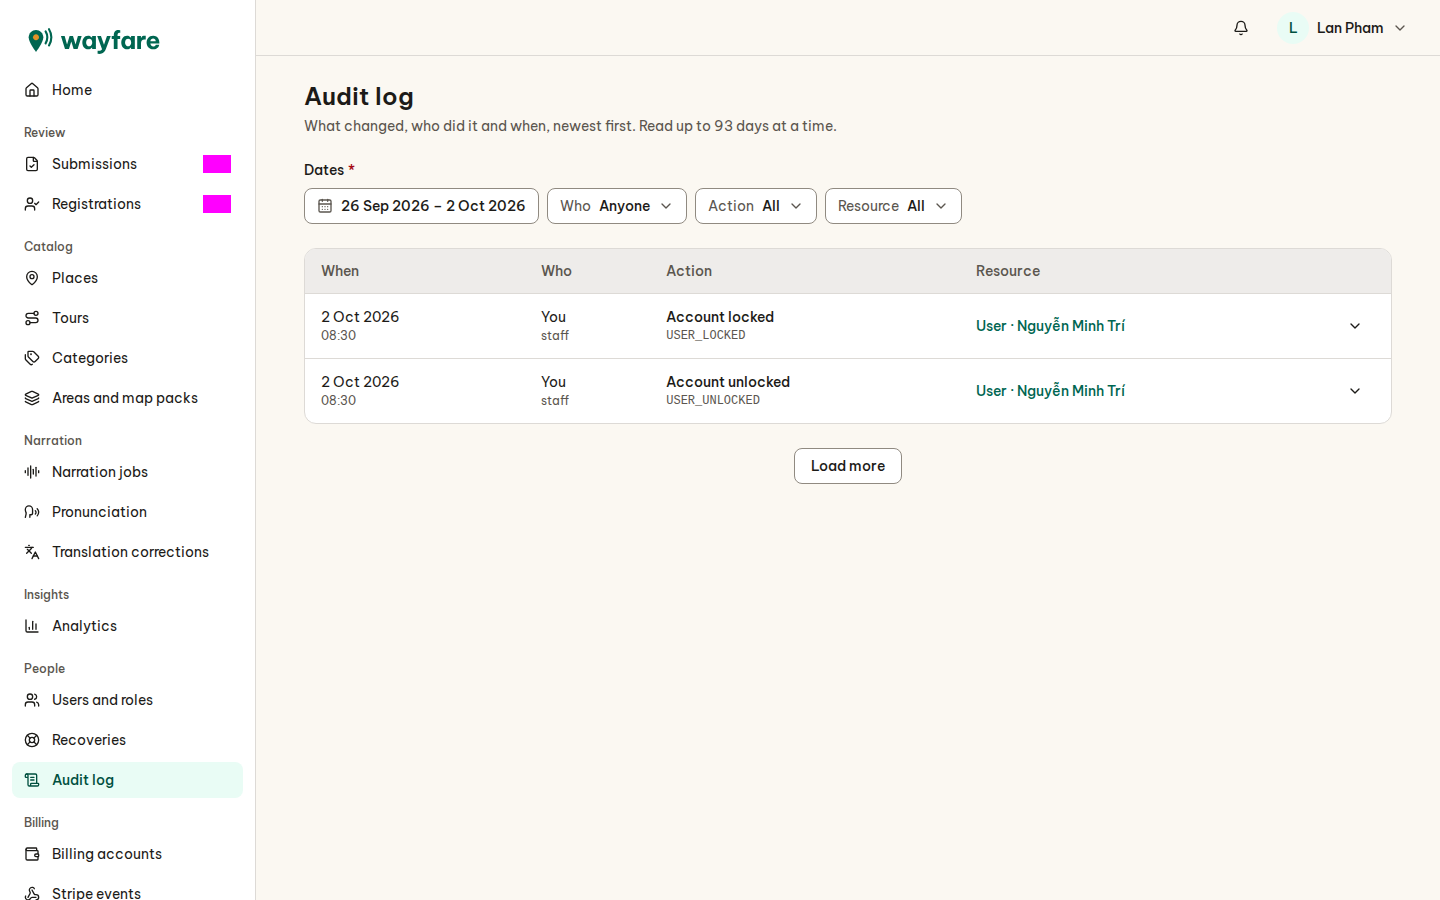 wayfare
Lan Pham
L
Home
Review
Submissions
Registrations
Catalog
Places
Tours
Categories
Areas and map packs
Narration
Narration jobs
Pronunciation
Translation corrections
Insights
Analytics
People
Users and roles
Recoveries
Audit log
Billing
Billing accounts
Stripe events
Audit log
What changed, who did it and when, newest first. Read up to 93 days at a time.
Dates *
26 Sep 2026 – 2 Oct 2026 Who Anyone Action All Resource All
When Who Action Resource
2 Oct 2026 You Account locked User · Nguyễn Minh Trí
08:30 staff USER_LOCKED
2 Oct 2026 You Account unlocked User · Nguyễn Minh Trí
08:30 staff USER_UNLOCKED
Load more